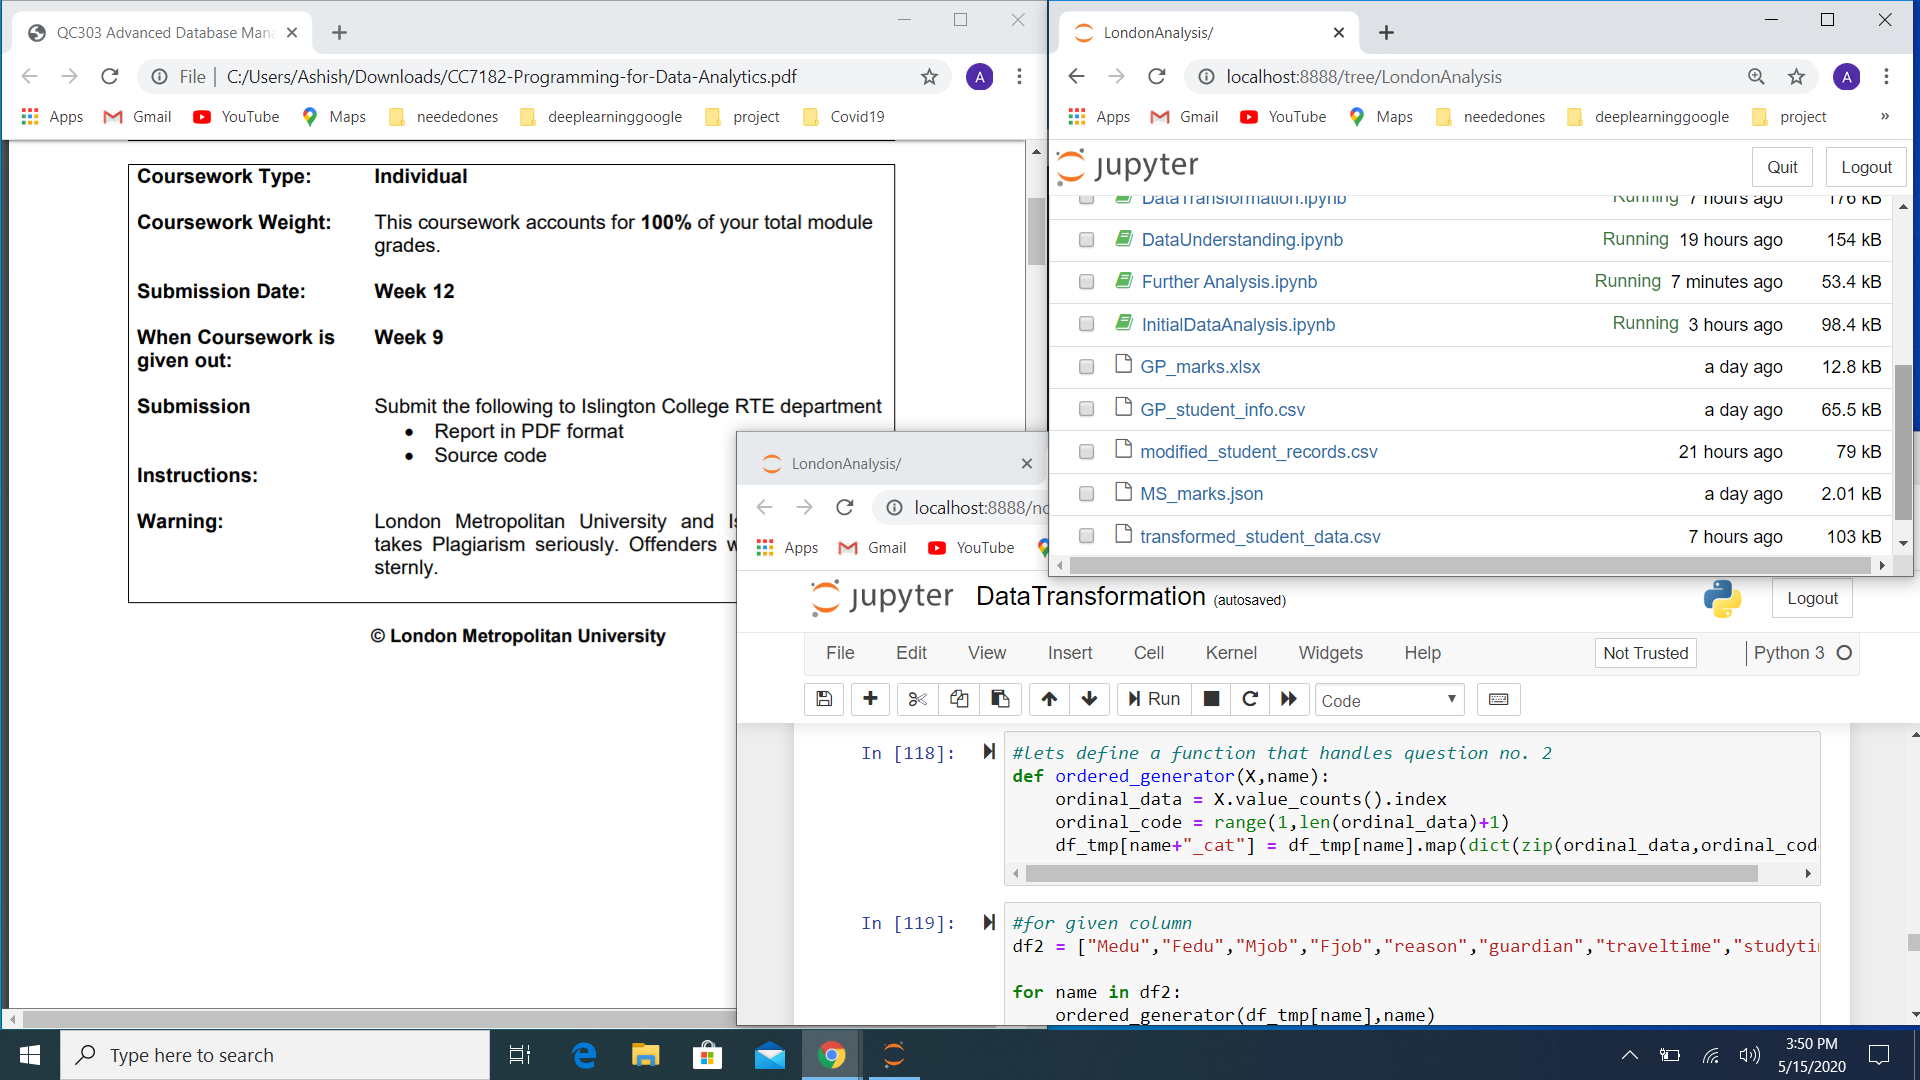 QC303 Advanced Database Man
File
C:/Users/Ashish/Downloads/CC7182-Programming-for-Data-Analytics.pdf
A
Apps
Gmail
YouTube
Maps
neededones
deeplearninggoogle
project
Covid19
Coursework Type: Individual
Coursework Weight: This coursework accounts for 100% of your total module
grades.
Submission Date: Week 12
When Coursework is Week 9
given out:
Submission Submit the following to Islington College RTE department
• Report in PDF format
• Source code
Instructions:
Warning: London Metropolitan University and Is
takes Plagiarism seriously. Offenders w
sternly.
© London Metropolitan University
LondonAnalysis/
localhost:8888/tree/LondonAnalysis
A
Apps
Gmail
YouTube
Maps
neededones
deeplearninggoogle
project
»
jupyter
Quit
Logout
DataTransformation.ipynb Running 7 hours ago 176 kB
DataUnderstanding.ipynb Running 19 hours ago 154 kB
Further Analysis.ipynb Running 7 minutes ago 53.4 kB
InitialDataAnalysis.ipynb Running 3 hours ago 98.4 kB
GP_marks.xlsx a day ago 12.8 kB
GP_student_info.csv a day ago 65.5 kB
modified_student_records.csv 21 hours ago 79 kB
MS_marks.json a day ago 2.01 kB
transformed_student_data.csv 7 hours ago 103 kB
LondonAnalysis/
localhost:8888/no
Apps
Gmail
YouTube
jupyter DataTransformation (autosaved)
Logout
File Edit View Insert Cell Kernel Widgets Help
Not Trusted
Python 3
Run
Code
In [118]:
#lets define a function that handles question no. 2
def ordered_generator(X,name):
ordinal_data = X.value_counts().index
ordinal_code = range(1,len(ordinal_data)+1)
df_tmp[name+"_cat"] = df_tmp[name].map(dict(zip(ordinal_data,ordinal_cod
In [119]:
#for given column
df2 = ["Medu","Fedu","Mjob","Fjob","reason","guardian","traveltime","studyti
for name in df2:
ordered_generator(df_tmp[name],name)
Type here to search
3:50 PM
5/15/2020